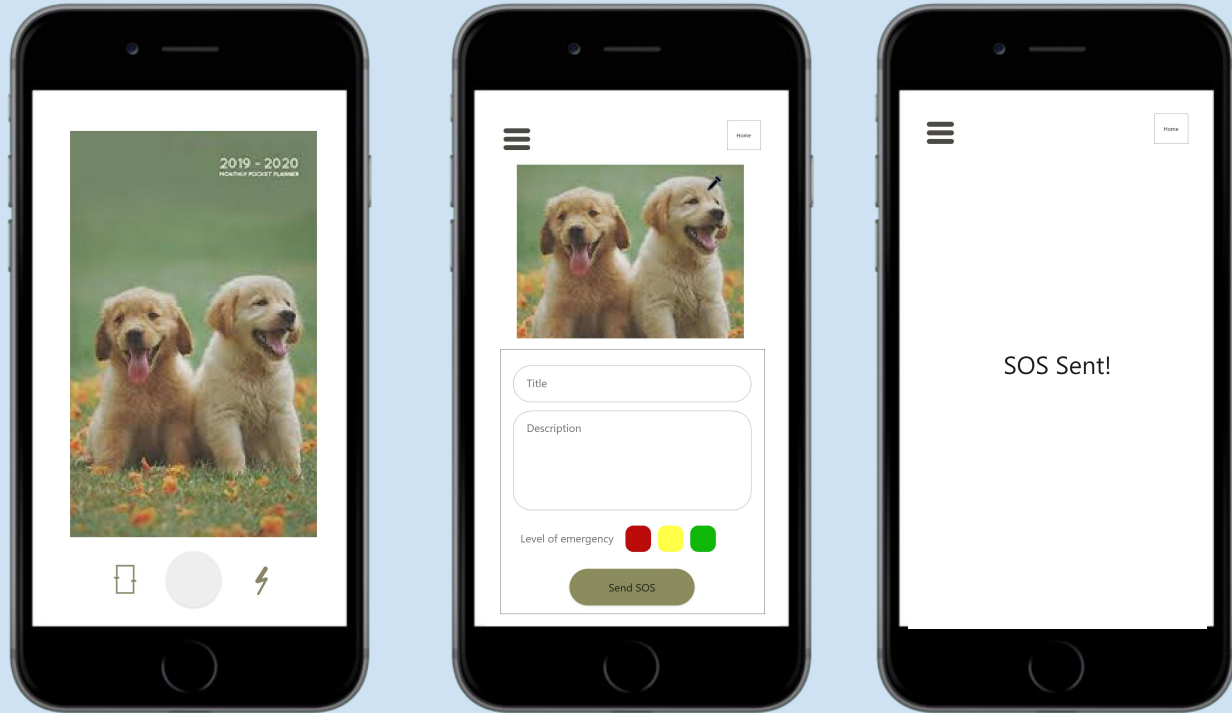 2019 - 2020
MONTHLY POCKET PLANNER
Home
Title
Description
Level of emergency
Send SOS
Home
SOS Sent!